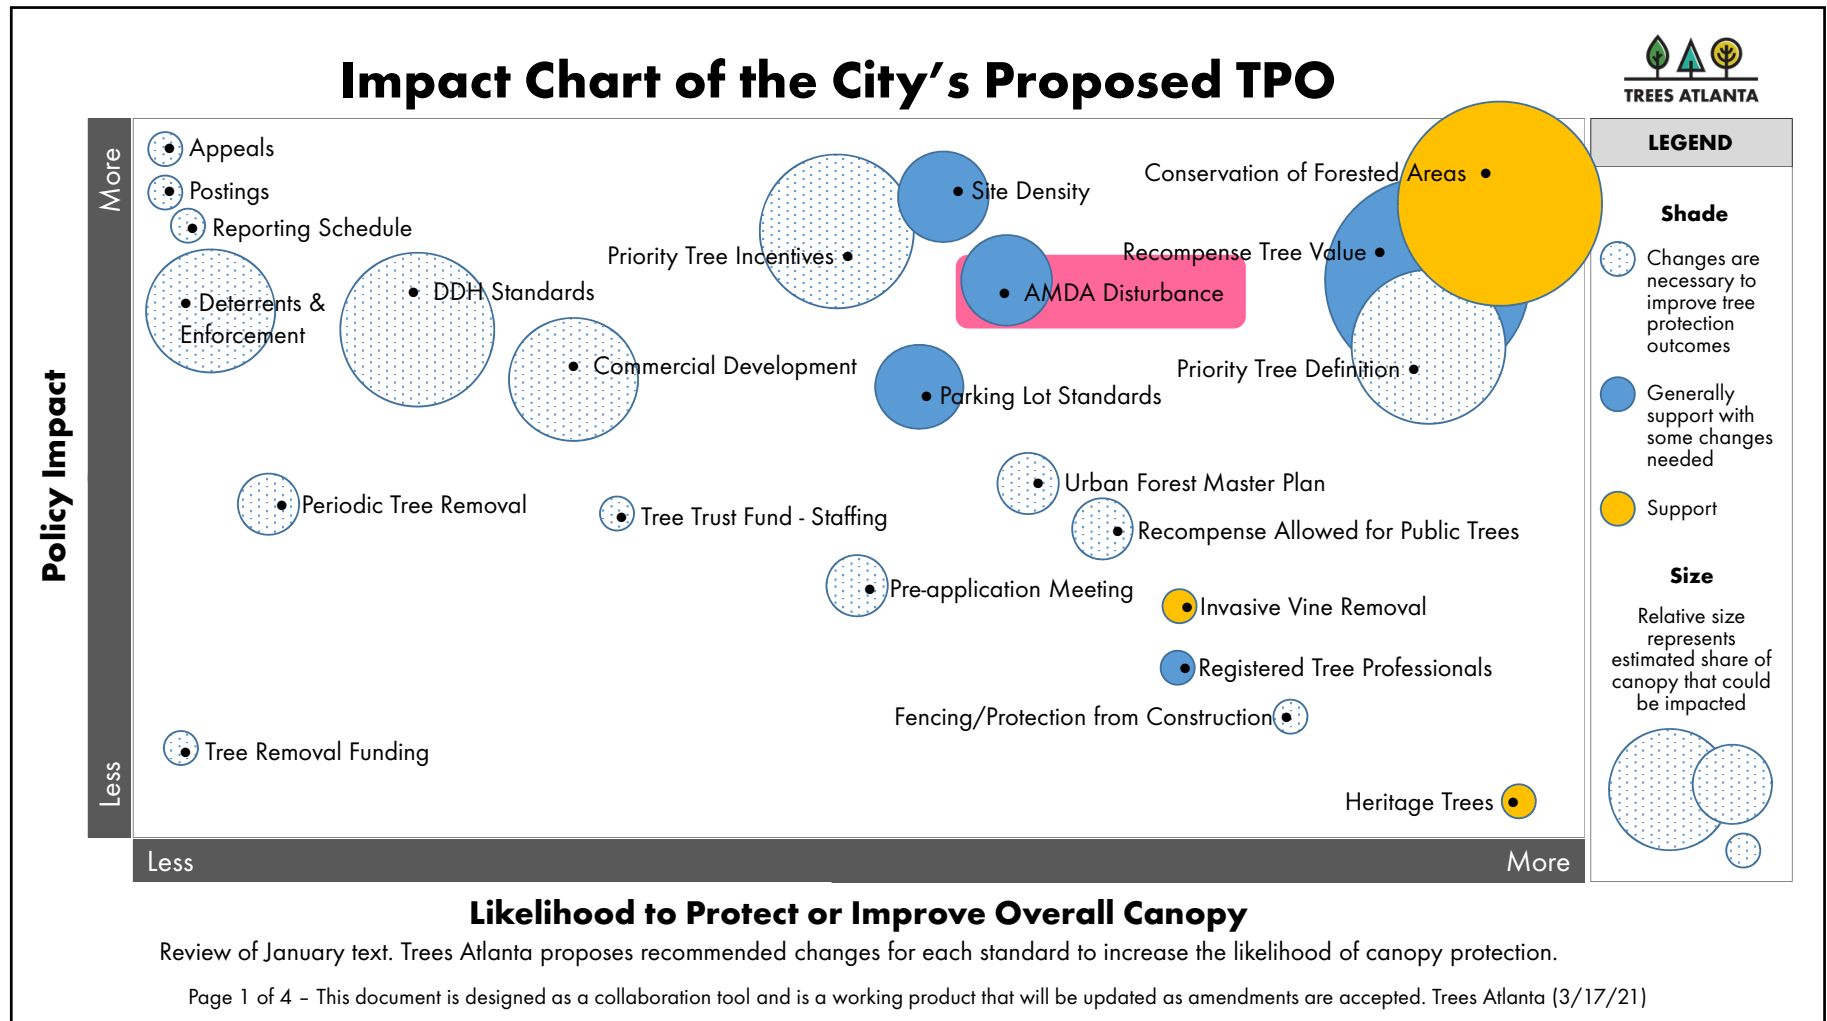 Impact Chart of the City’s Proposed TPO
TREES ATLANTA
More
Policy Impact
Less
Appeals
Postings
Reporting Schedule
Deterrents &
Enforcement
DDH Standards
Commercial Development
Priority Tree Incentives
Site Density
AMDA Disturbance
Parking Lot Standards
Conservation of Forested Areas
Recompense Tree Value
Priority Tree Definition
Periodic Tree Removal
Tree Trust Fund - Staffing
Urban Forest Master Plan
Recompense Allowed for Public Trees
Pre-application Meeting
Invasive Vine Removal
Registered Tree Professionals
Fencing/Protection from Construction
Tree Removal Funding
Heritage Trees
Less
More
Likelihood to Protect or Improve Overall Canopy
LEGEND
Shade
Changes are
necessary to
improve tree
protection
outcomes
Generally
support with
some changes
needed
Support
Size
Relative size
represents
estimated share of
canopy that could
be impacted
Review of January text. Trees Atlanta proposes recommended changes for each standard to increase the likelihood of canopy protection.
Page 1 of 4 – This document is designed as a collaboration tool and is a working product that will be updated as amendments are accepted. Trees Atlanta (3/17/21)